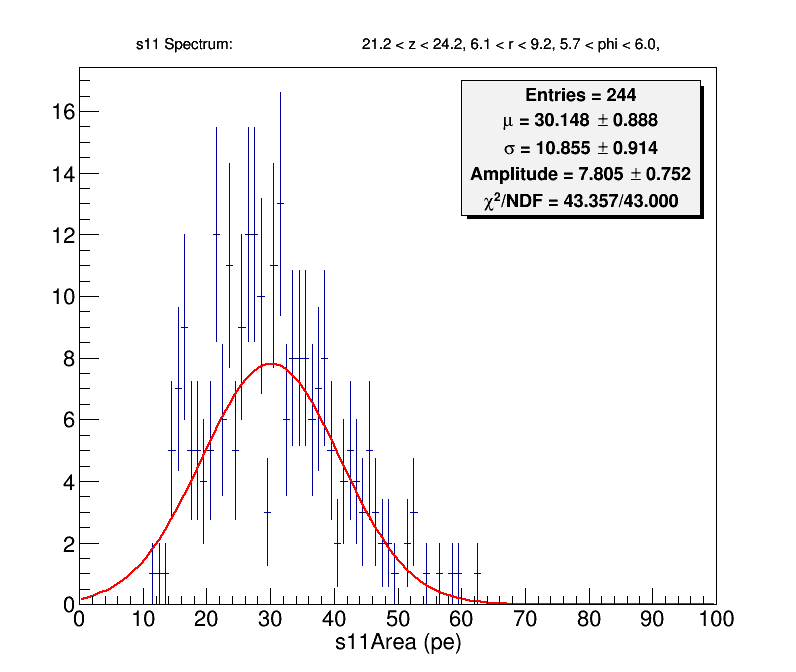 s11 Spectrum: 21.2 < z < 24.2, 6.1 < r < 9.2, 5.7 < phi < 6.0,
Entries = 244
μ = 30.148 ± 0.888
σ = 10.855 ± 0.914
Amplitude = 7.805 ± 0.752
χ²/NDF = 43.357/43.000
16
14
12
10
8
6
4
2
0
0 10 20 30 40 50 60 70 80 90 100
s11Area (pe)